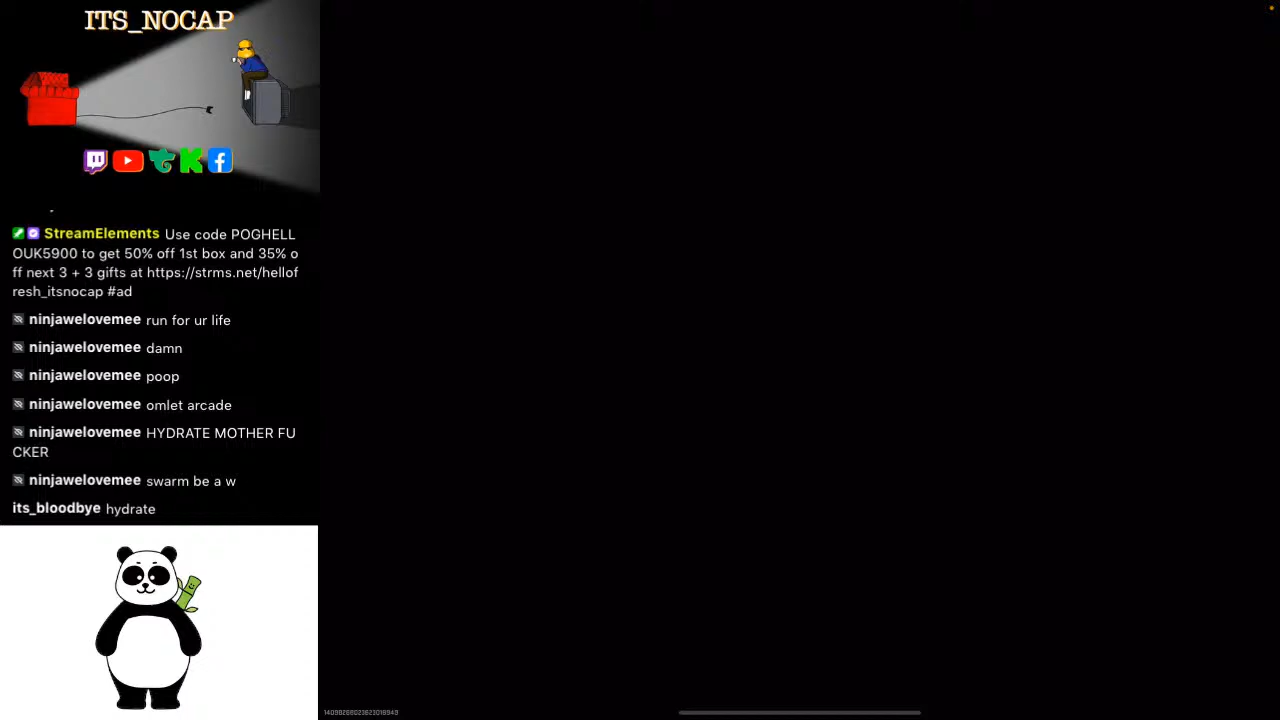 ITS_NOCAP
StreamElements Use code POGHELL
OUK5900 to get 50% off 1st box and 35% o
ff next 3 + 3 gifts at https://strms.net/hellof
resh_itsnocap #ad
ninjawelovemee run for ur life
ninjawelovemee damn
ninjawelovemee poop
ninjawelovemee omlet arcade
ninjawelovemee HYDRATE MOTHER FU
CKER
ninjawelovemee swarm be a w
its_bloodbye hydrate